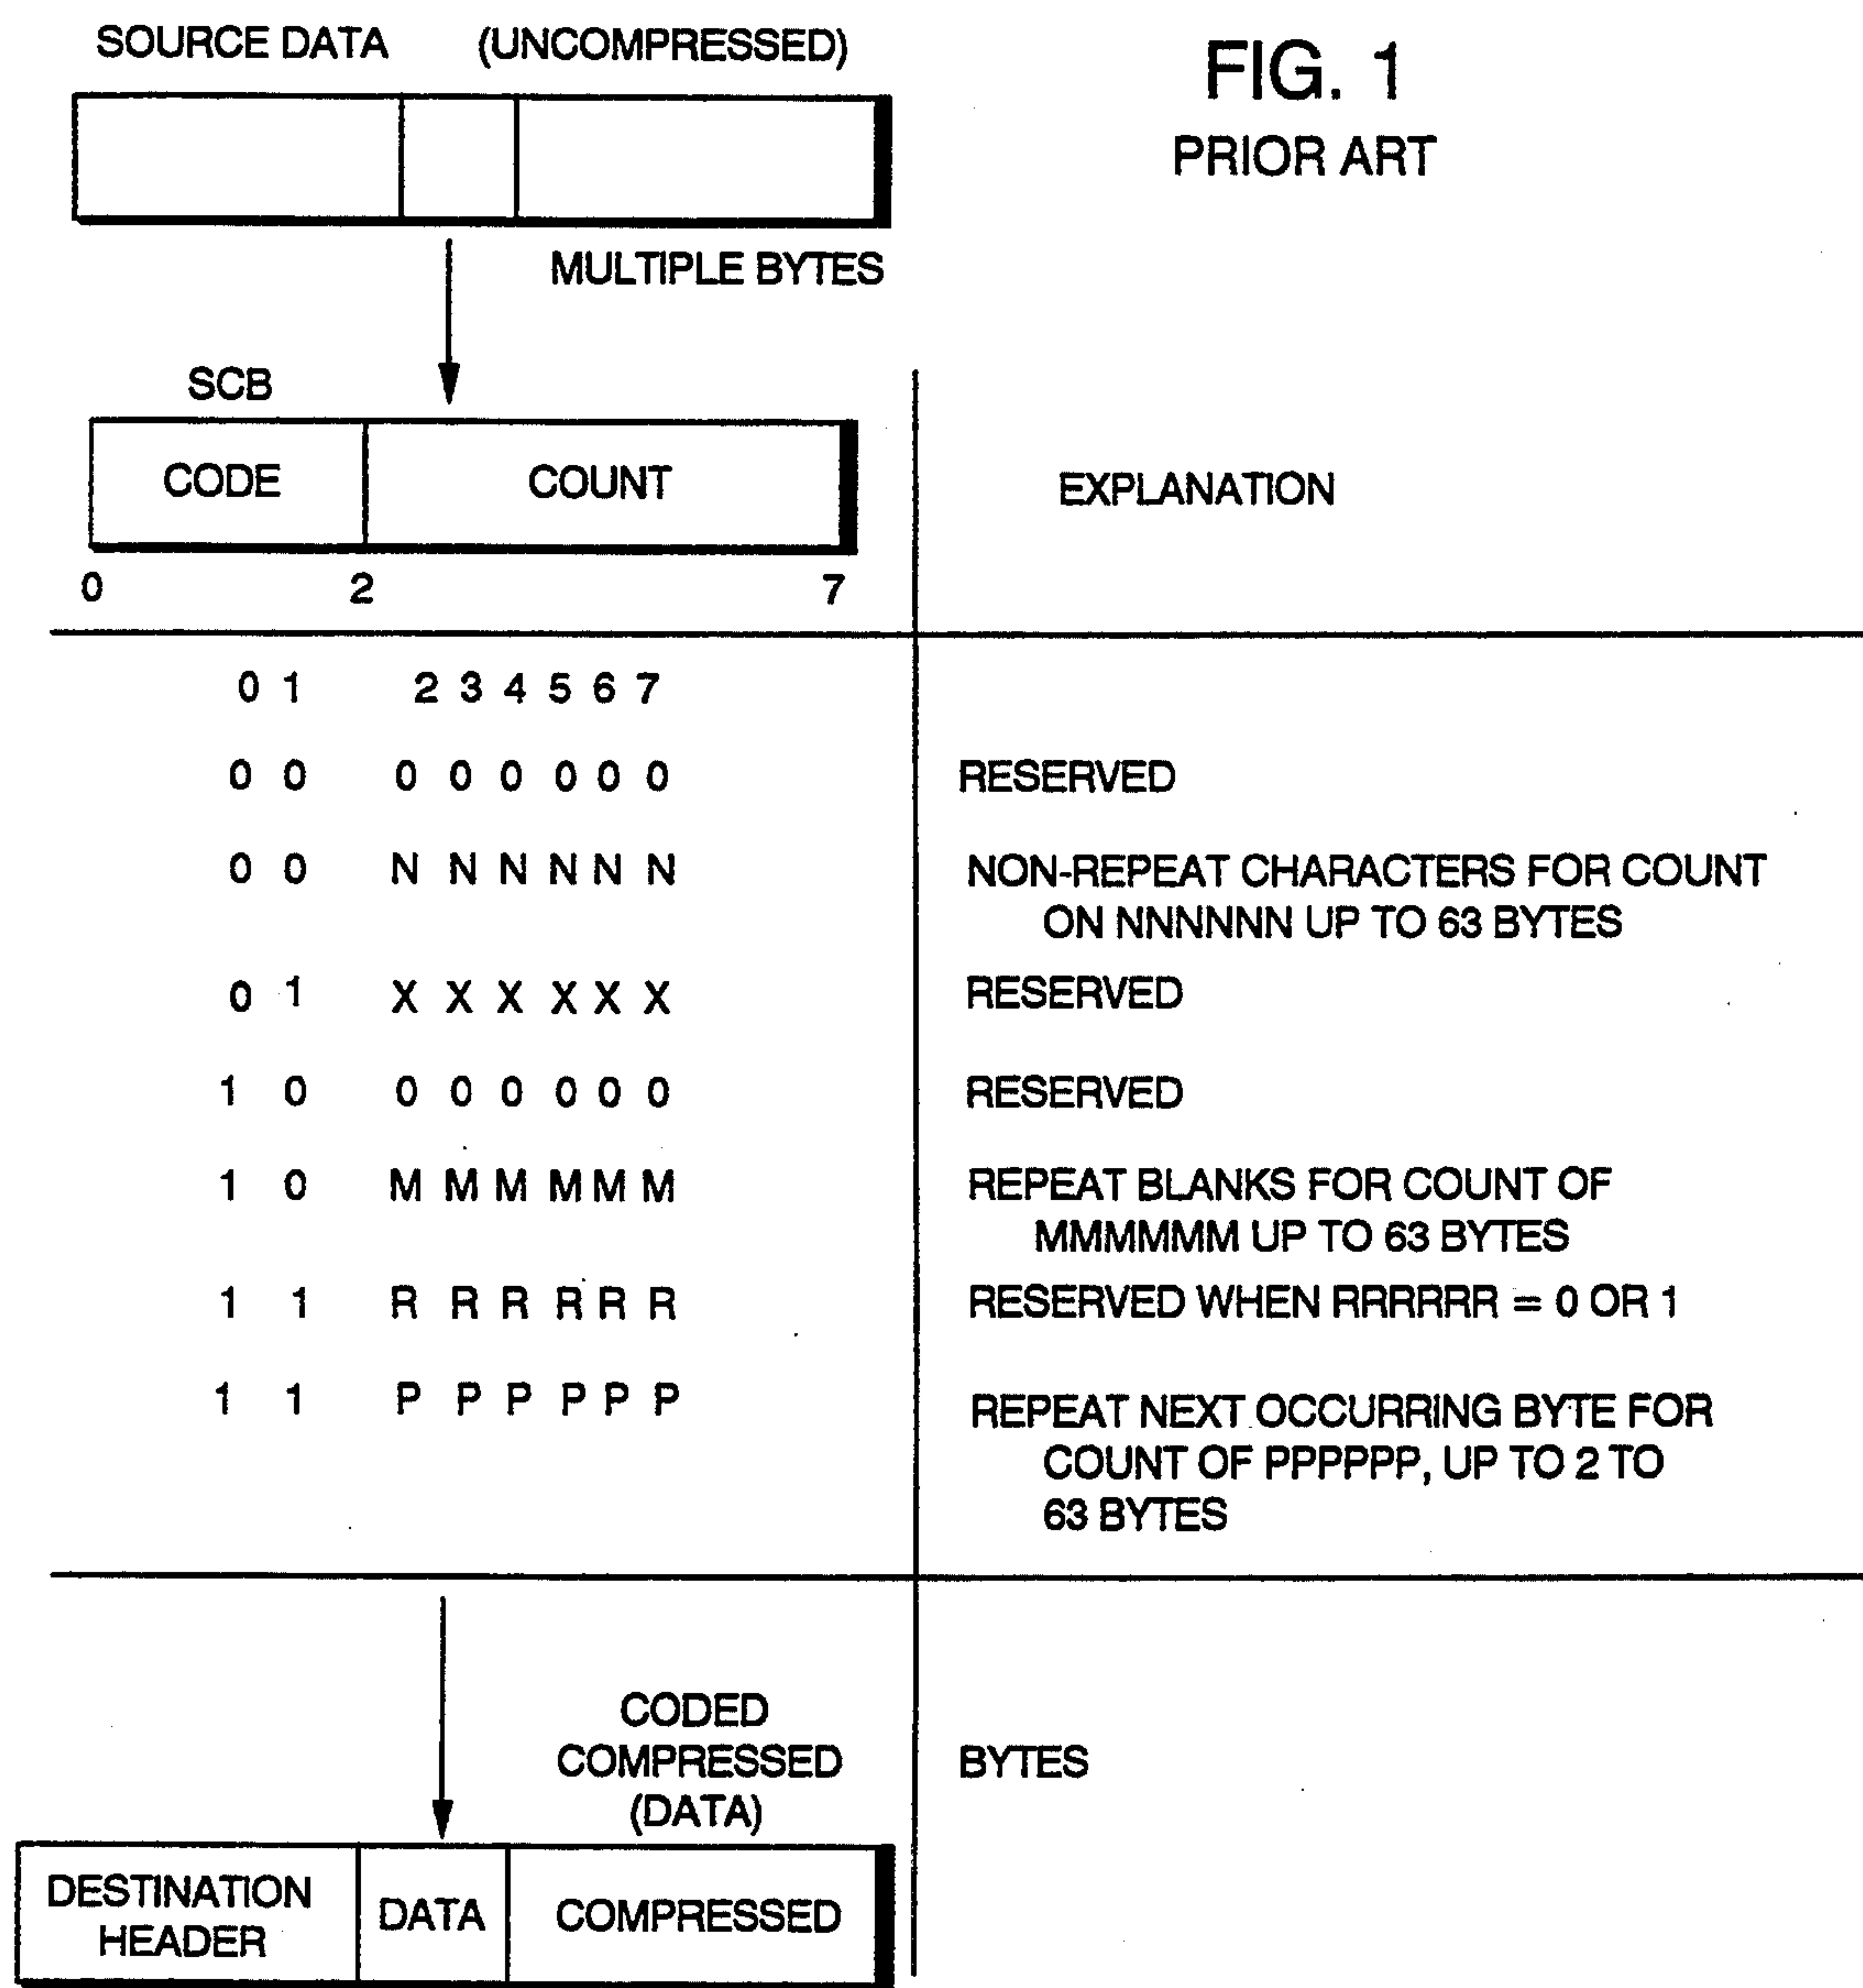 SOURCE DATA (UNCOMPRESSED)
FIG. 1
PRIOR ART
MULTIPLE BYTES
SCB
CODE COUNT
EXPLANATION
0 2 7
0 1 2 3 4 5 6 7
0 0 0 0 0 0 0 0 RESERVED
0 0 N N N N N N NON-REPEAT CHARACTERS FOR COUNT
ON NNNNNN UP TO 63 BYTES
0 1 X X X X X X RESERVED
1 0 0 0 0 0 0 0 RESERVED
1 0 M M M M M M REPEAT BLANKS FOR COUNT OF
MMMMMM UP TO 63 BYTES
1 1 R R R R R R RESERVED WHEN RRRRRR = 0 OR 1
1 1 P P P P P P REPEAT NEXT OCCURRING BYTE FOR
COUNT OF PPPPPP, UP TO 2 TO
63 BYTES
CODED
COMPRESSED
(DATA)
BYTES
DESTINATION
HEADER
DATA
COMPRESSED